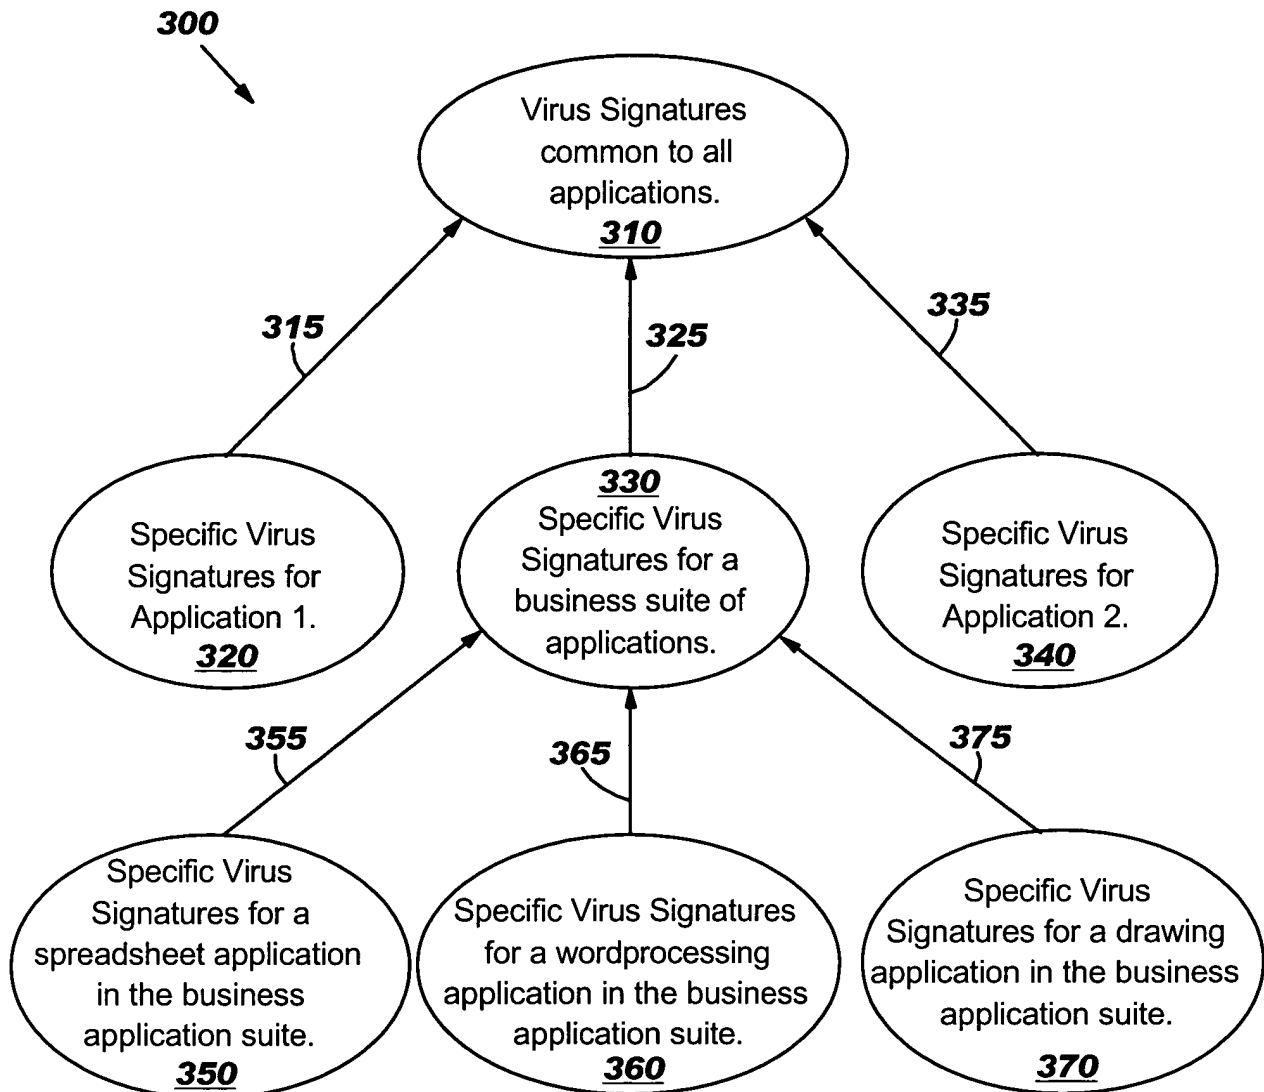 300
Virus Signatures
common to all
applications.
310
315
325
335
Specific Virus
Signatures for
Application 1.
320
330
Specific Virus
Signatures for a
business suite of
applications.
Specific Virus
Signatures for
Application 2.
340
355
365
375
Specific Virus
Signatures for a
spreadsheet application
in the business
application suite.
350
Specific Virus Signatures
for a wordprocessing
application in the business
application suite.
360
Specific Virus
Signatures for a drawing
application in the business
application suite.
370